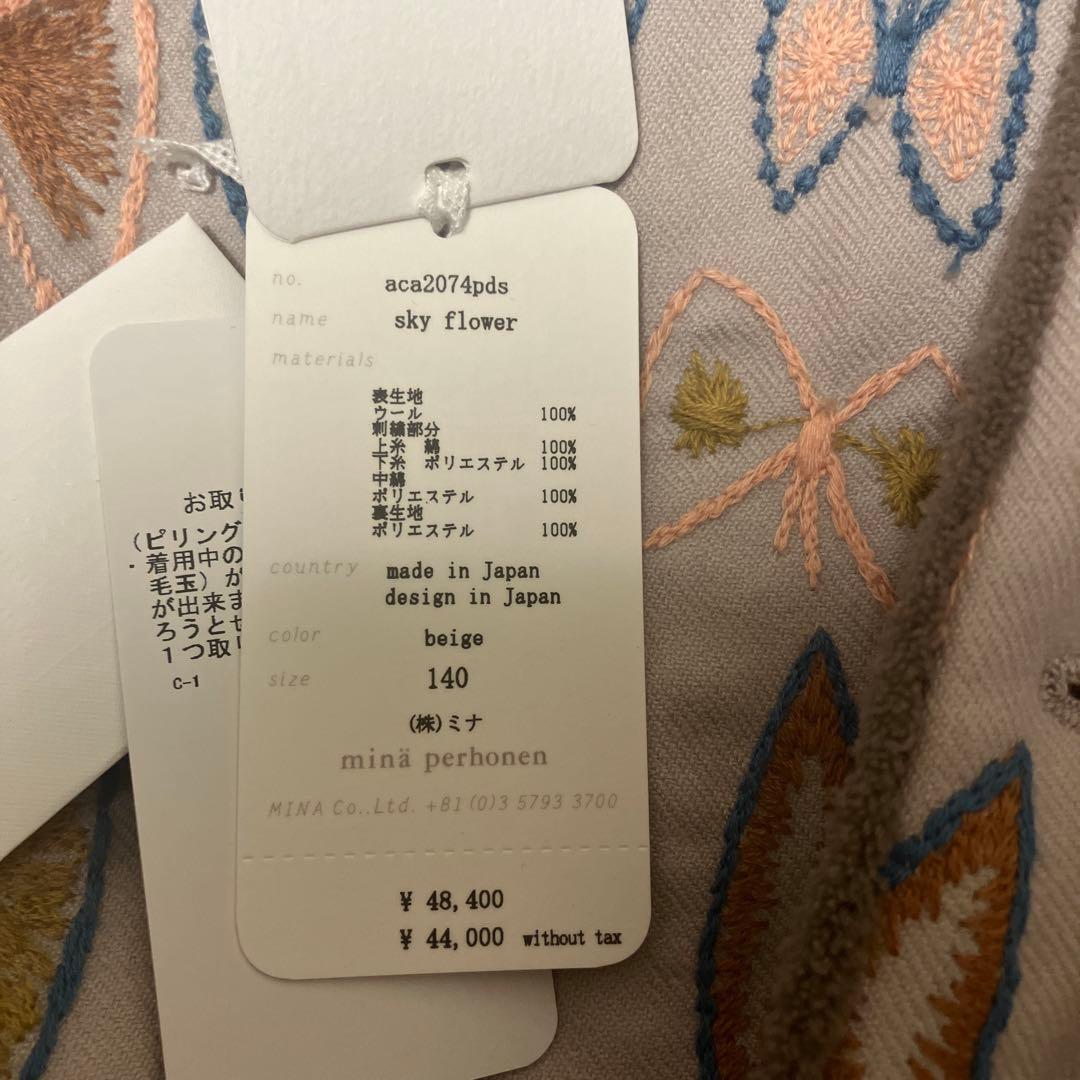 no. aca2074pds
name sky flower
materials
表生地
ウール 100%
刺繍部分
上糸 綿 100%
下糸 ポリエステル 100%
中綿
ポリエステル 100%
裏生地
ポリエステル 100%
country made in Japan
design in Japan
color beige
size 140
(株)ミナ
minä perhonen
MINA Co.,Ltd. +81(0)3 5793 3700
¥ 48,400
¥ 44,000 without tax
お取り
(ピリング
・着用中の
毛玉)が
が出来ま
ろうとせ
1つ取り
C-1